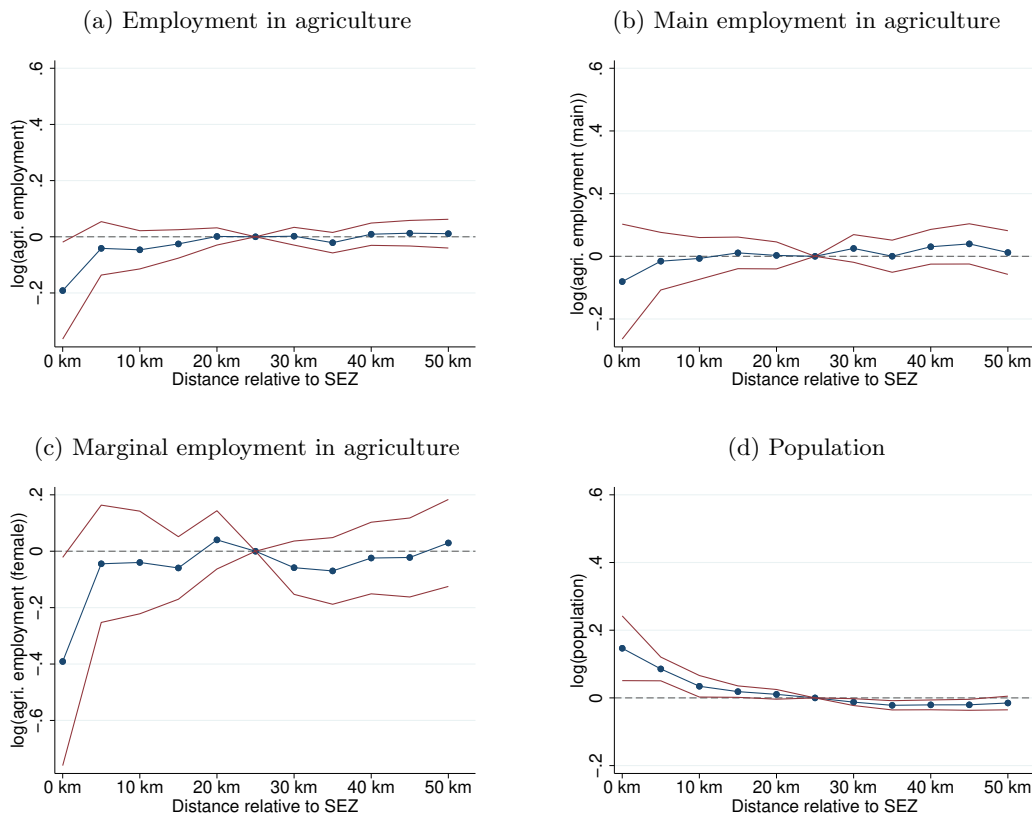 (a) Employment in agriculture
log(agri. employment)
.6
.4
.2
0
-.2
0 km 10 km 20 km 30 km 40 km 50 km
Distance relative to SEZ
(b) Main employment in agriculture
log(agri. employment (main))
.6
.4
.2
0
-.2
0 km 10 km 20 km 30 km 40 km 50 km
Distance relative to SEZ
(c) Marginal employment in agriculture
log(agri. employment (female))
.2
0
-.2
-.4
-.6
0 km 10 km 20 km 30 km 40 km 50 km
Distance relative to SEZ
(d) Population
log(population)
.6
.4
.2
0
-.2
0 km 10 km 20 km 30 km 40 km 50 km
Distance relative to SEZ